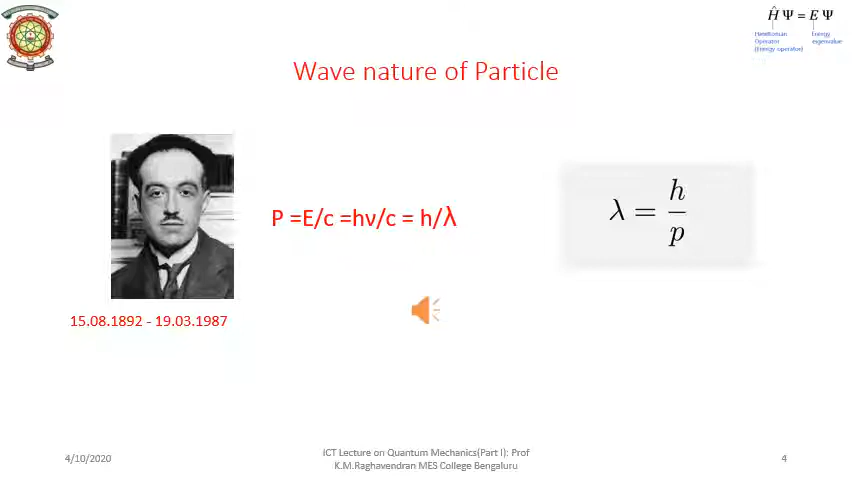 Ĥ Ψ = E Ψ
Hamiltonian Energy
Operator eigenvalue
(Energy operator)
Wave nature of Particle
P =E/c =hν/c = h/λ
λ = h/p
15.08.1892 - 19.03.1987
4/10/2020
ICT Lecture on Quantum Mechanics(Part I): Prof
K.M.Raghavendran MES College Bengaluru
4